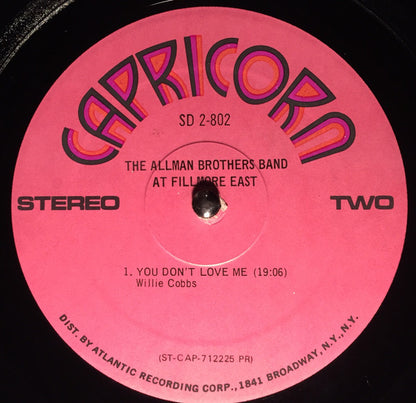 CAPRICORN
SD 2-802
THE ALLMAN BROTHERS BAND
AT FILLMORE EAST
STEREO
TWO
1. YOU DON'T LOVE ME (19:06)
Willie Cobbs
(ST-CAP-712225 PR)
DIST. BY ATLANTIC RECORDING CORP., 1841 BROADWAY, N.Y., N.Y.